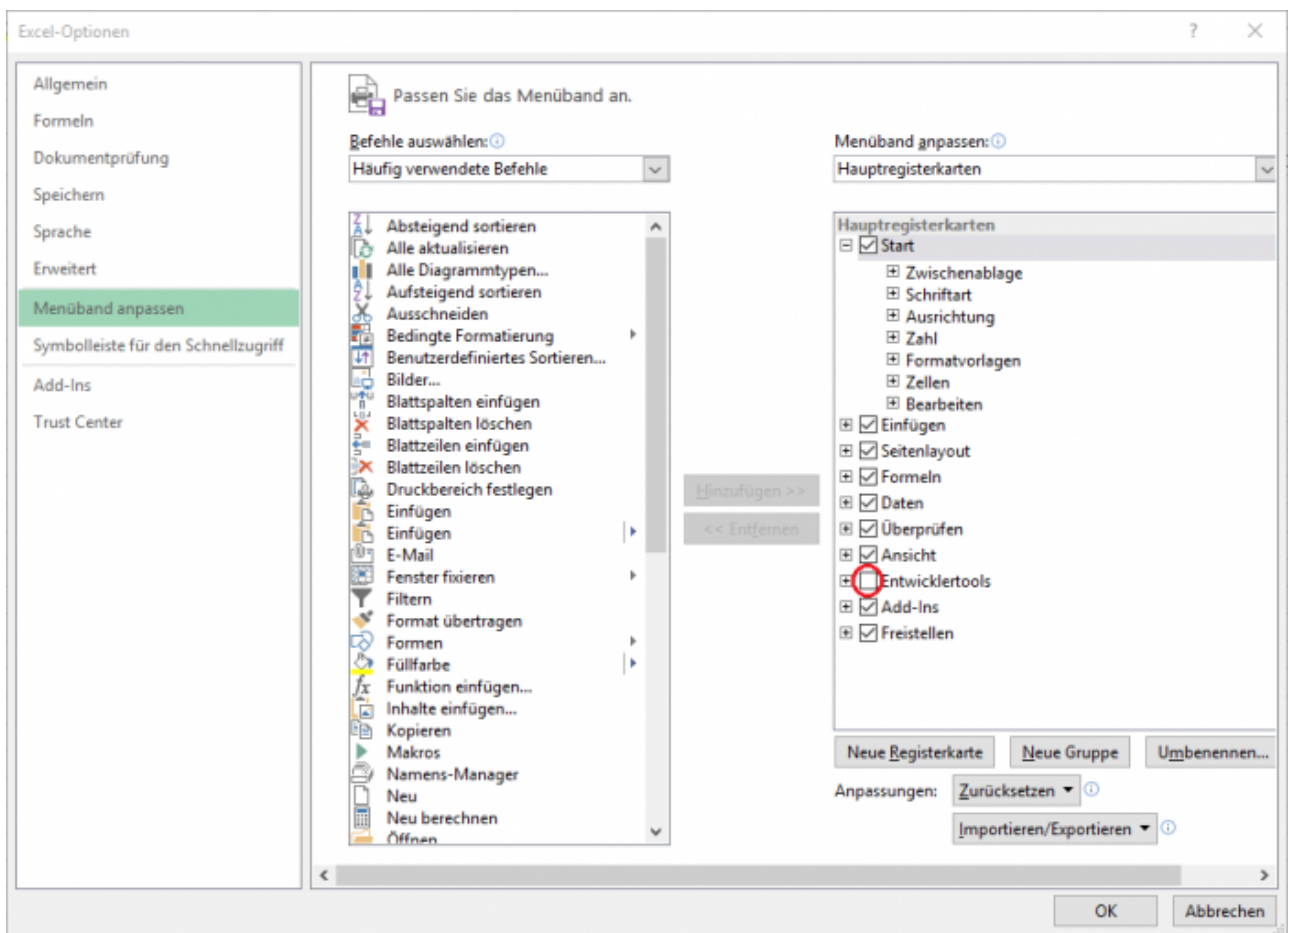 Excel-Optionen
?
Allgemein
Formeln
Dokumentprüfung
Speichern
Sprache
Erweitert
Menüband anpassen
Symbolleiste für den Schnellzugriff
Add-Ins
Trust Center
Passen Sie das Menüband an.
Befehle auswählen:
Häufig verwendete Befehle
Absteigend sortieren
Alle aktualisieren
Alle Diagrammtypen...
Aufsteigend sortieren
Ausschneiden
Bedingte Formatierung
Benutzerdefiniertes Sortieren...
Bilder...
Blattspalten einfügen
Blattspalten löschen
Blattzeilen einfügen
Blattzeilen löschen
Druckbereich festlegen
Einfügen
Einfügen
E-Mail
Fenster fixieren
Filtern
Format übertragen
Formen
Füllfarbe
Funktion einfügen...
Inhalte einfügen...
Kopieren
Makros
Namens-Manager
Neu
Neu berechnen
Öffnen
Hinzufügen >>
<< Entfernen
Menüband anpassen:
Hauptregisterkarten
Hauptregisterkarten
Start
Zwischenablage
Schriftart
Ausrichtung
Zahl
Formatvorlagen
Zellen
Bearbeiten
Einfügen
Seitenlayout
Formeln
Daten
Überprüfen
Ansicht
Entwicklertools
Add-Ins
Freistellen
Neue Registerkarte Neue Gruppe Umbenennen...
Anpassungen: Zurücksetzen
Importieren/Exportieren
OK Abbrechen